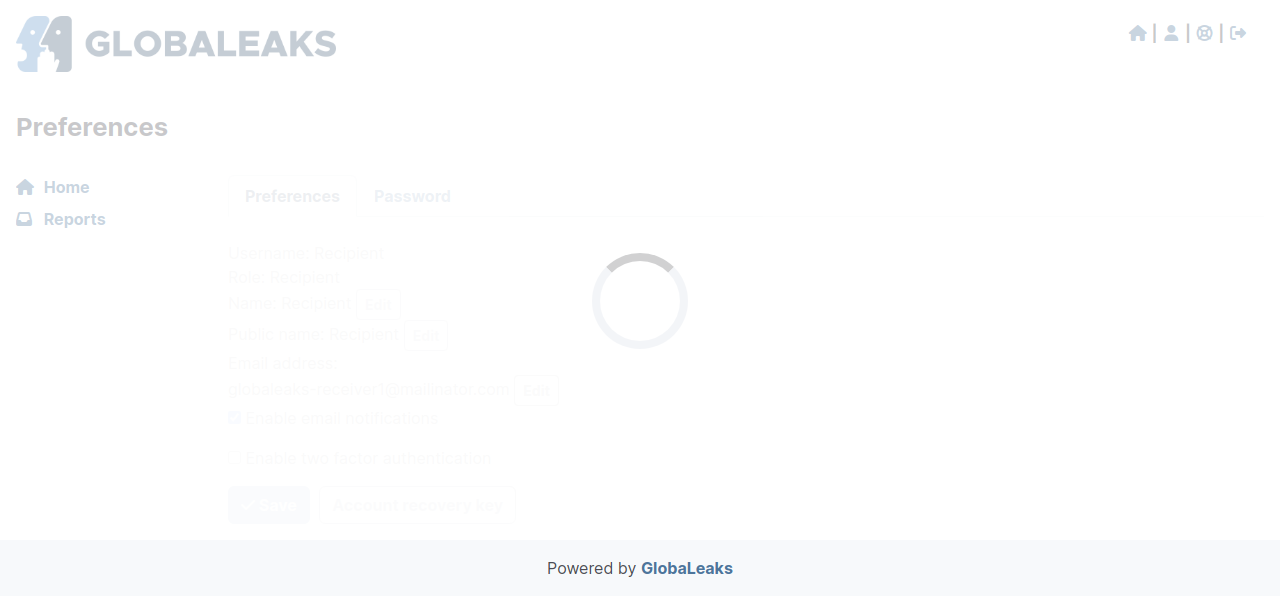 GLOBALEAKS
| | |
Preferences
Home
Reports
Preferences Password
Username: Recipient
Role: Recipient
Name: Recipient Edit
Public name: Recipient Edit
Email address:
globaleaks-receiver1@mailinator.com Edit
Enable email notifications
Enable two factor authentication
Save Account recovery key
Powered by GlobaLeaks